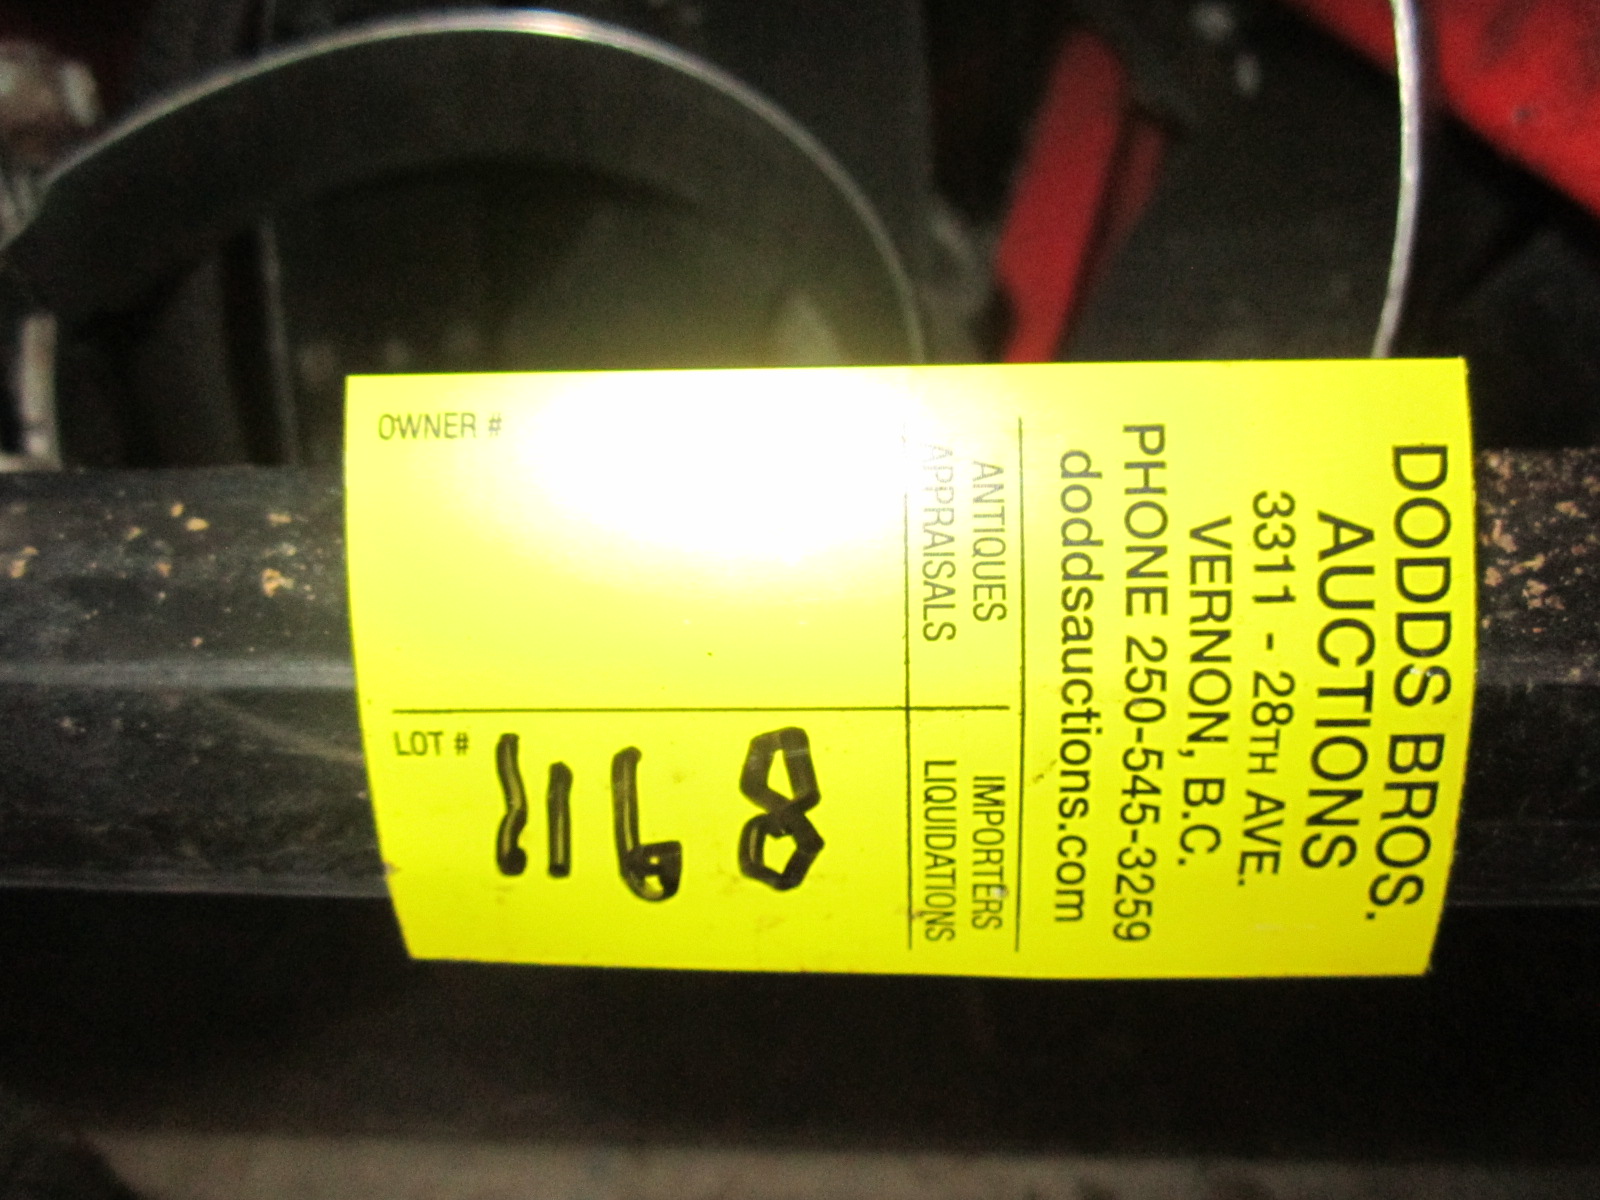 DODDS BROS.
AUCTIONS
3311 - 28TH AVE.
VERNON, B.C.
PHONE 250-545-3259
doddsauctions.com
ANTIQUES IMPORTERS
APPRAISALS LIQUIDATIONS
OWNER #
LOT # 1168